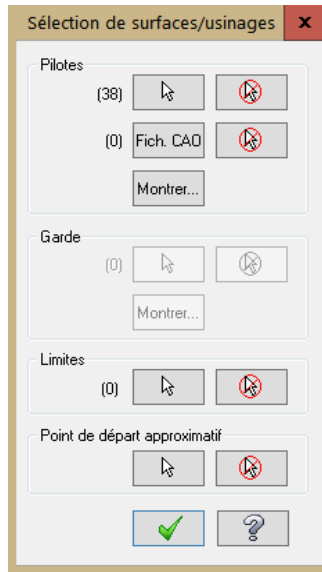 Sélection de surfaces/usinages x
Pilotes
(38)
(0) Fich. CAO
Montrer...
Garde
(0)
Montrer...
Limites
(0)
Point de départ approximatif